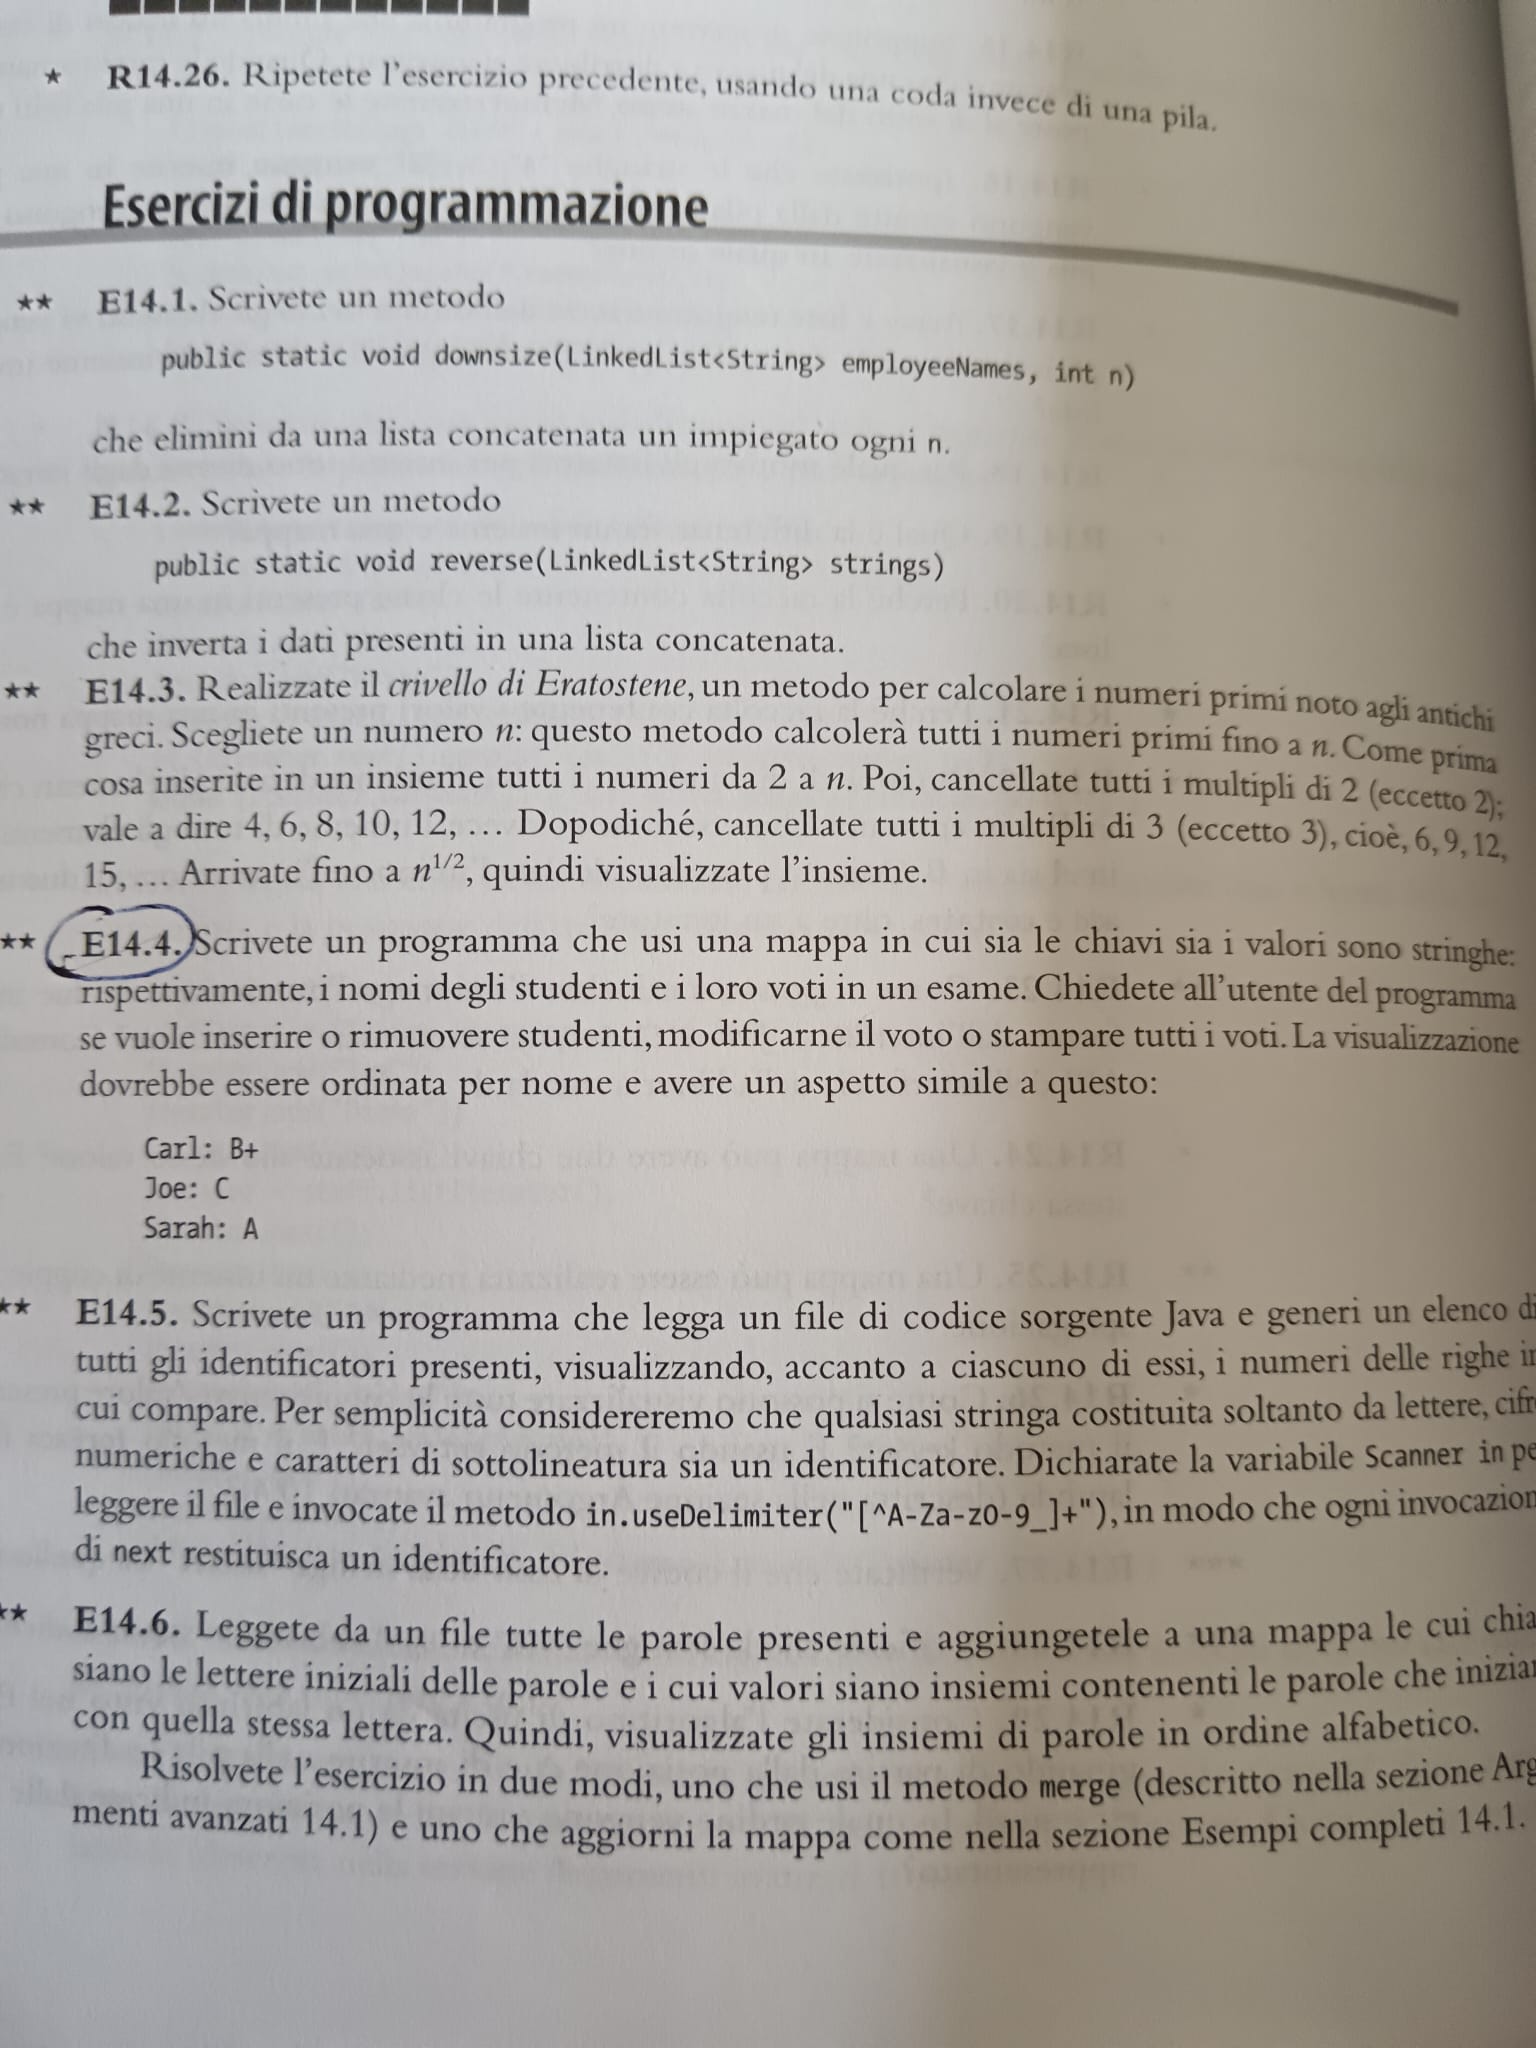 ★ R14.26. Ripetete l'esercizio precedente, usando una coda invece di una pila.
Esercizi di programmazione
★★ E14.1. Scrivete un metodo
public static void downsize(LinkedList<String> employeeNames, int n)
che elimini da una lista concatenata un impiegato ogni n.
★★ E14.2. Scrivete un metodo
public static void reverse(LinkedList<String> strings)
che inverta i dati presenti in una lista concatenata.
★★ E14.3. Realizzate il crivello di Eratostene, un metodo per calcolare i numeri primi noto agli antichi
greci. Scegliete un numero n: questo metodo calcolerà tutti i numeri primi fino a n. Come prima
cosa inserite in un insieme tutti i numeri da 2 a n. Poi, cancellate tutti i multipli di 2 (eccetto 2);
vale a dire 4, 6, 8, 10, 12, … Dopodiché, cancellate tutti i multipli di 3 (eccetto 3), cioè, 6, 9, 12,
15, … Arrivate fino a n^1/2, quindi visualizzate l'insieme.
★★ E14.4. Scrivete un programma che usi una mappa in cui sia le chiavi sia i valori sono stringhe:
rispettivamente, i nomi degli studenti e i loro voti in un esame. Chiedete all'utente del programma
se vuole inserire o rimuovere studenti, modificarne il voto o stampare tutti i voti. La visualizzazione
dovrebbe essere ordinata per nome e avere un aspetto simile a questo:
Carl: B+
Joe: C
Sarah: A
★★ E14.5. Scrivete un programma che legga un file di codice sorgente Java e generi un elenco di
tutti gli identificatori presenti, visualizzando, accanto a ciascuno di essi, i numeri delle righe in
cui compare. Per semplicità considereremo che qualsiasi stringa costituita soltanto da lettere, cifr
numeriche e caratteri di sottolineatura sia un identificatore. Dichiarate la variabile Scanner in pe
leggere il file e invocate il metodo in.useDelimiter("[^A-Za-z0-9_]+"), in modo che ogni invocazion
di next restituisca un identificatore.
★★ E14.6. Leggete da un file tutte le parole presenti e aggiungetele a una mappa le cui chia
siano le lettere iniziali delle parole e i cui valori siano insiemi contenenti le parole che inizian
con quella stessa lettera. Quindi, visualizzate gli insiemi di parole in ordine alfabetico.
Risolvete l'esercizio in due modi, uno che usi il metodo merge (descritto nella sezione Arg
menti avanzati 14.1) e uno che aggiorni la mappa come nella sezione Esempi completi 14.1.